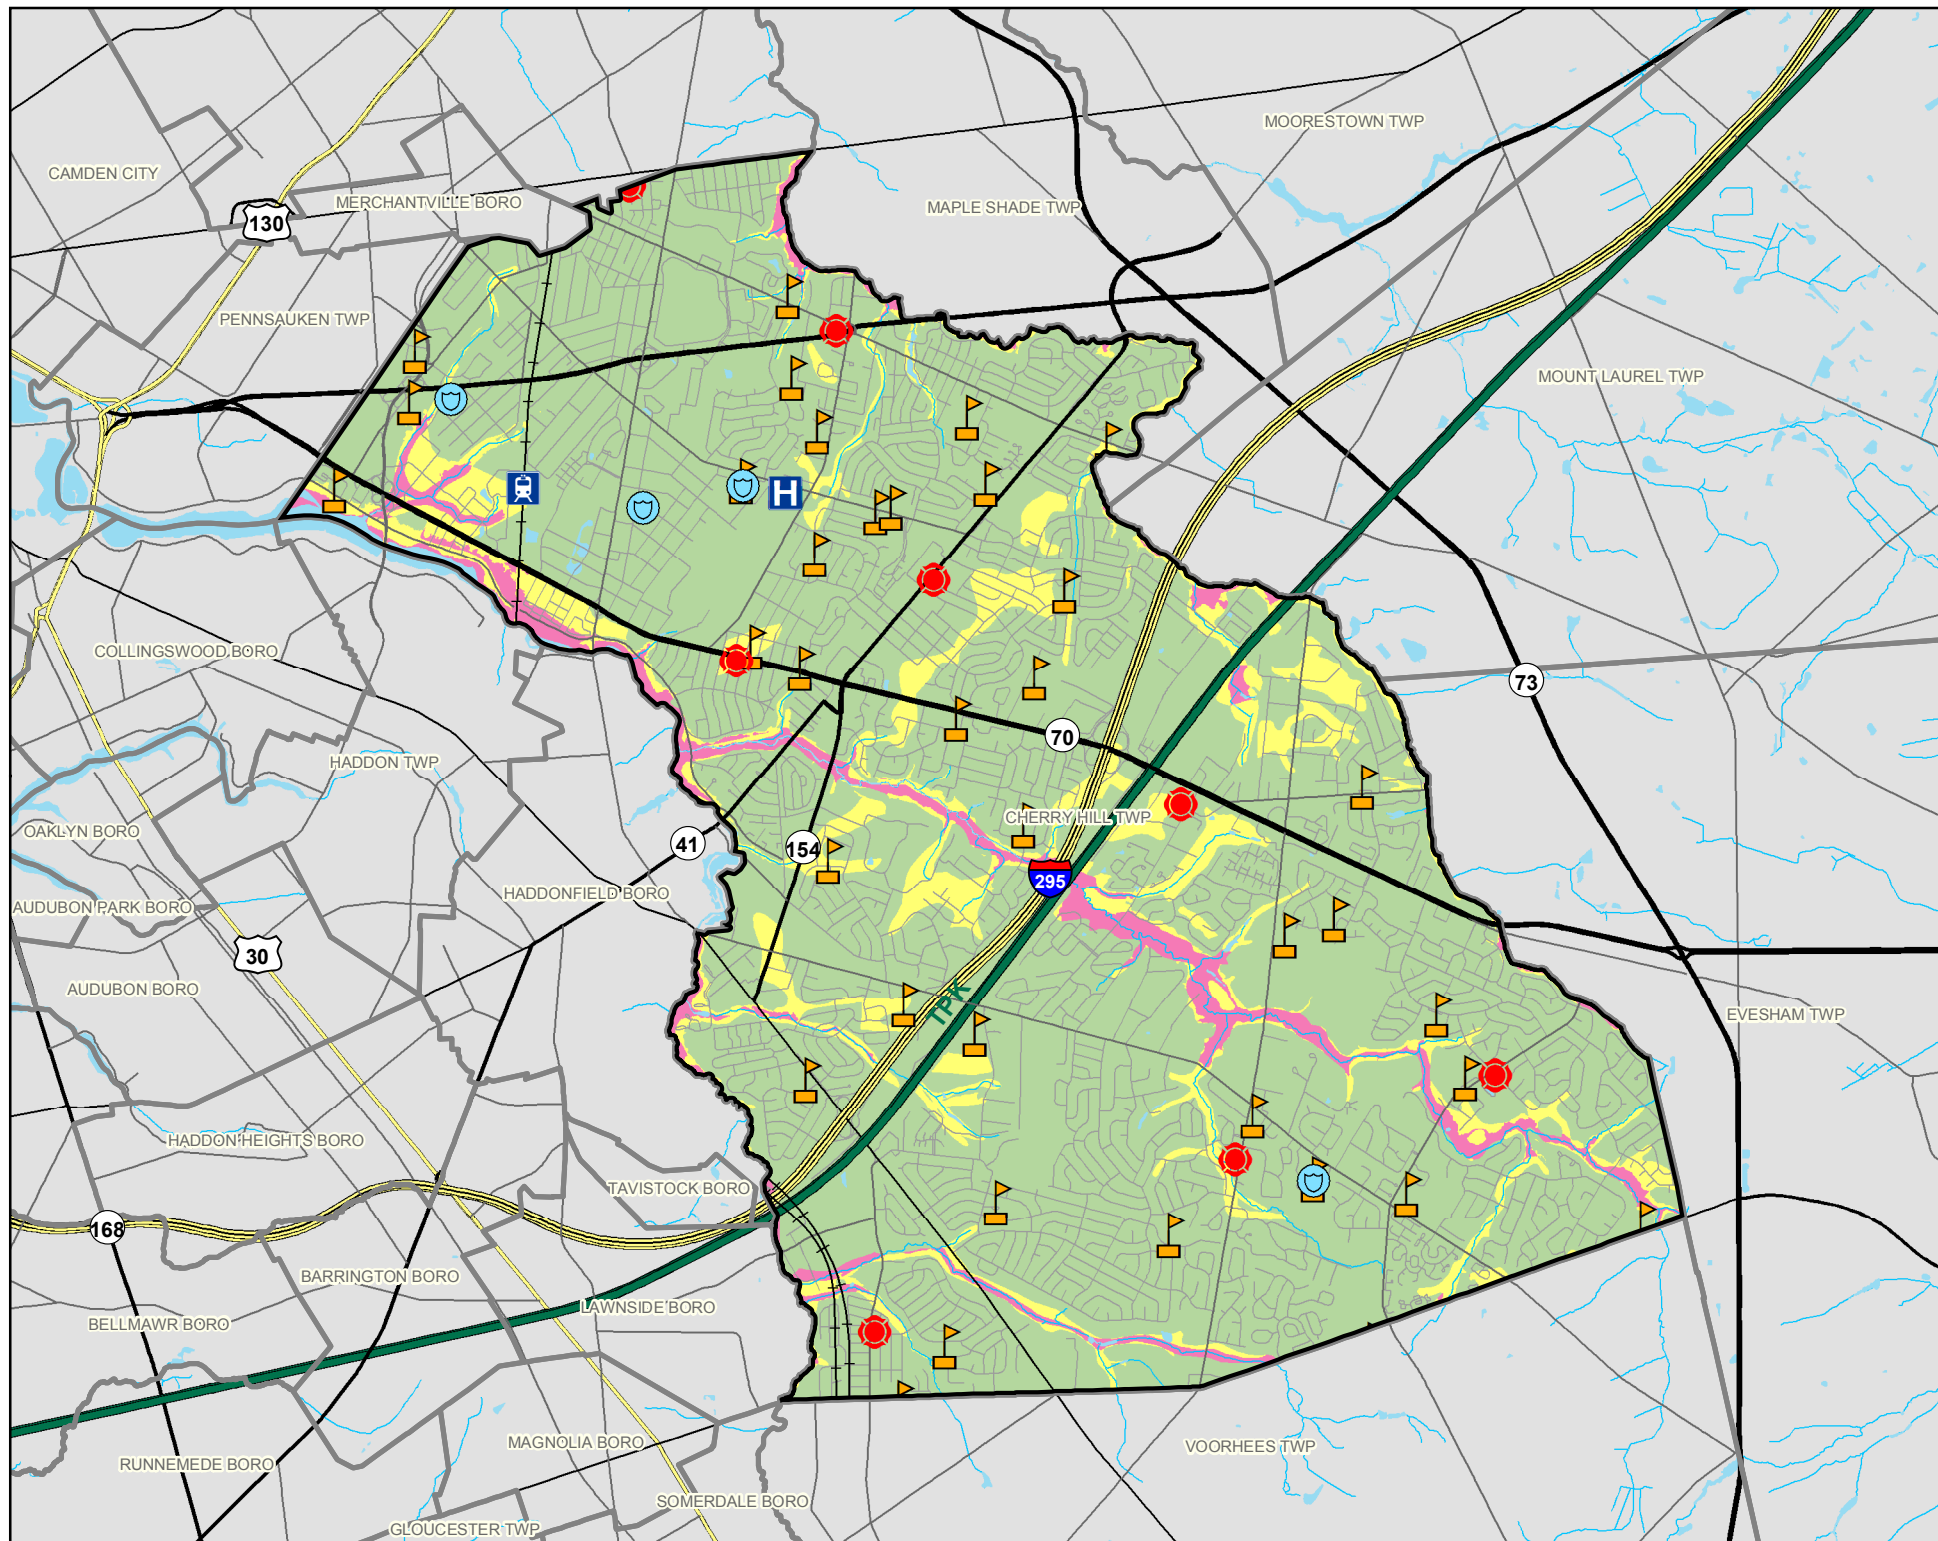 MOORESTOWN TWP
CAMDEN CITY
MERCHANTVILLE BORO
MAPLE SHADE TWP
130
PENNSAUKEN TWP
MOUNT LAUREL TWP
H
COLLINGSWOOD BORO
73
70
HADDON TWP
CHERRY HILL TWP
OAKLYN BORO
41
154
295
HADDONFIELD BORO
AUDUBON PARK BORO
30
AUDUBON BORO
TPK
EVESHAM TWP
HADDON HEIGHTS BORO
TAVISTOCK BORO
168
BARRINGTON BORO
LAWNSIDE BORO
BELLMAWR BORO
MAGNOLIA BORO
VOORHEES TWP
RUNNEMEDE BORO
SOMERDALE BORO
GLOUCESTER TWP